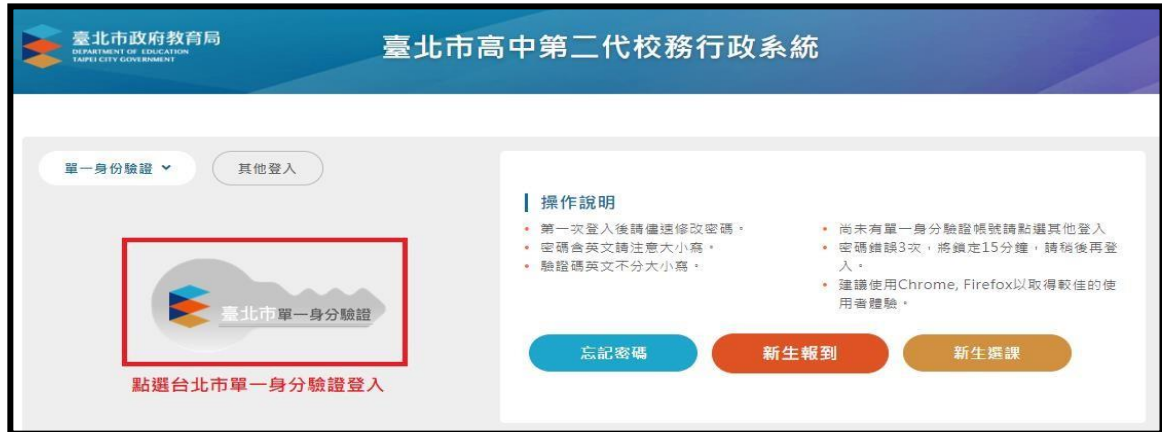 臺北市政府教育局
DEPARTMENT OF EDUCATION
TAIPEI CITY GOVERNMENT
臺北市高中第二代校務行政系統
單一身份驗證
其他登入
臺北市單一身分驗證
點選台北市單一身分驗證登入
操作說明
• 第一次登入後請儘速修改密碼。
• 密碼含英文請注意大小寫。
• 驗證碼英文不分大小寫。
• 尚未有單一身分驗證帳號請點選其他登入
• 密碼錯誤3次，將鎖定15分鐘，請稍後再登
入。
• 建議使用Chrome, Firefox以取得較佳的使
用者體驗。
忘記密碼
新生報到
新生選課